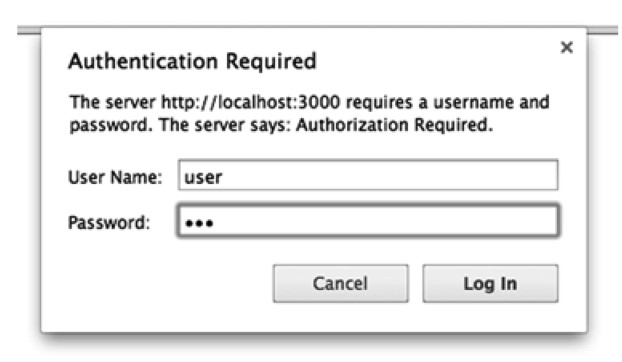 Authentication Required
The server http://localhost:3000 requires a username and
password. The server says: Authorization Required.
User Name: user
Password: •••
Cancel Log In